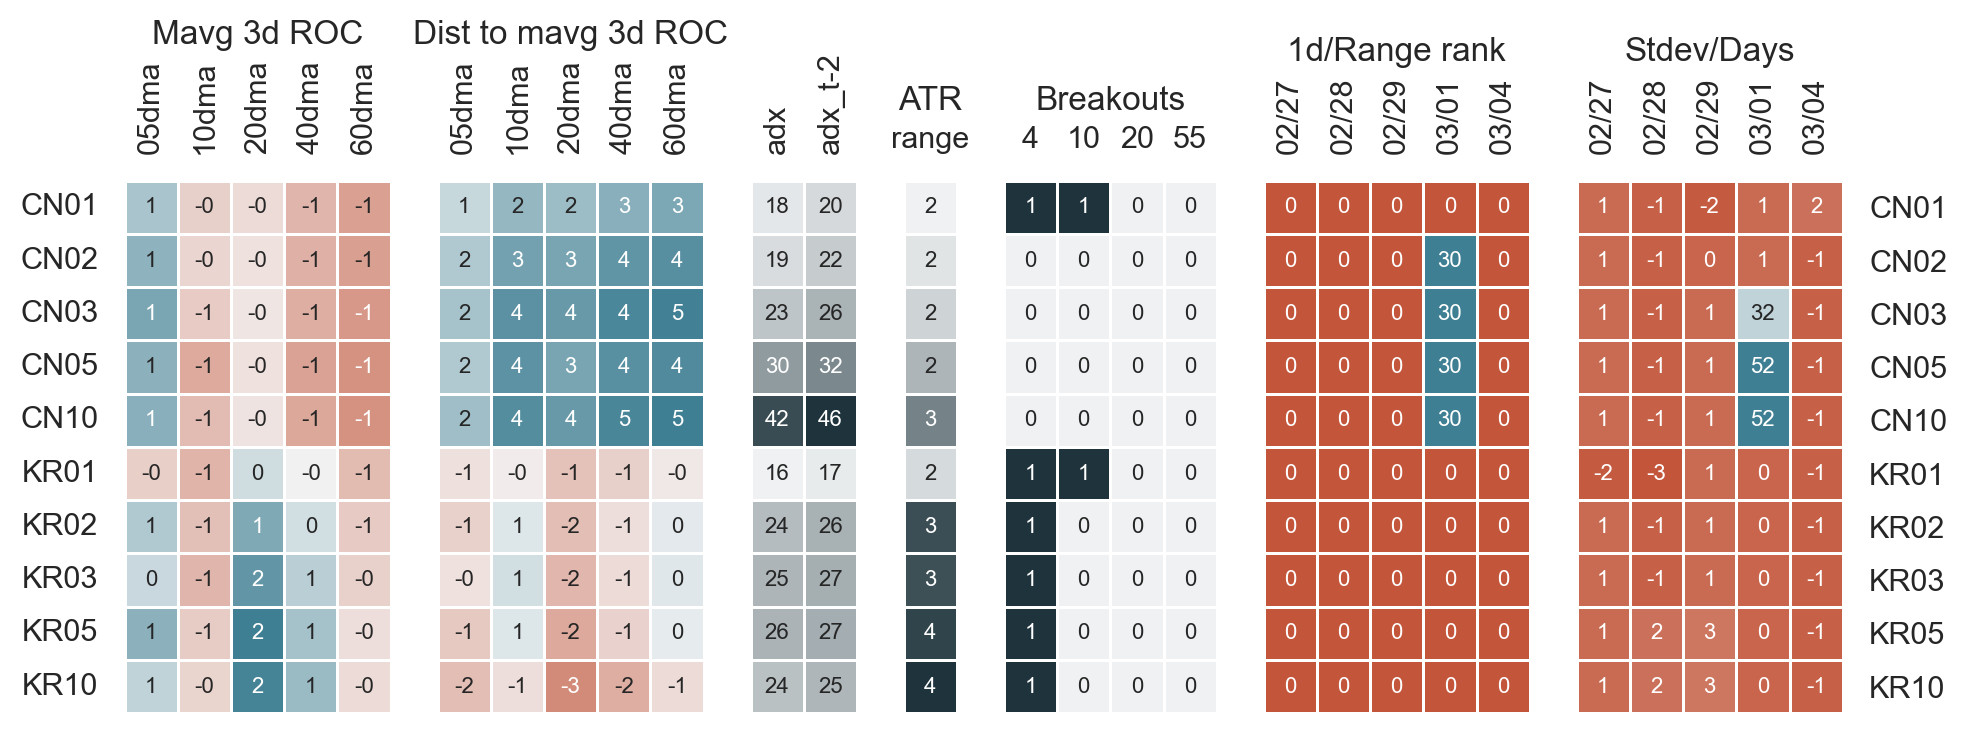 Mavg 3d ROC Dist to mavg 3d ROC 1d/Range rank Stdev/Days
ATR Breakouts
05dma 10dma 20dma 40dma 60dma 05dma 10dma 20dma 40dma 60dma adx adx_t-2 range 4 10 20 55 02/27 02/28 02/29 03/01 03/04 02/27 02/28 02/29 03/01 03/04
CN01 1 -0 -0 -1 -1 1 2 2 3 3 18 20 2 1 1 0 0 0 0 0 0 0 1 -1 -2 1 2 CN01
CN02 1 -0 -0 -1 -1 2 3 3 4 4 19 22 2 0 0 0 0 0 0 0 30 0 1 -1 0 1 -1 CN02
CN03 1 -1 -0 -1 -1 2 4 4 4 5 23 26 2 0 0 0 0 0 0 0 30 0 1 -1 1 32 -1 CN03
CN05 1 -1 -0 -1 -1 2 4 3 4 4 30 32 2 0 0 0 0 0 0 0 30 0 1 -1 1 52 -1 CN05
CN10 1 -1 -0 -1 -1 2 4 4 5 5 42 46 3 0 0 0 0 0 0 0 30 0 1 -1 1 52 -1 CN10
KR01 -0 -1 0 -0 -1 -1 -0 -1 -1 -0 16 17 2 1 1 0 0 0 0 0 0 0 -2 -3 1 0 -1 KR01
KR02 1 -1 1 0 -1 -1 1 -2 -1 0 24 26 3 1 0 0 0 0 0 0 0 0 1 -1 1 0 -1 KR02
KR03 0 -1 2 1 -0 -0 1 -2 -1 0 25 27 3 1 0 0 0 0 0 0 0 0 1 -1 1 0 -1 KR03
KR05 1 -1 2 1 -0 -1 1 -2 -1 0 26 27 4 1 0 0 0 0 0 0 0 0 1 2 3 0 -1 KR05
KR10 1 -0 2 1 -0 -2 -1 -3 -2 -1 24 25 4 1 0 0 0 0 0 0 0 0 1 2 3 0 -1 KR10